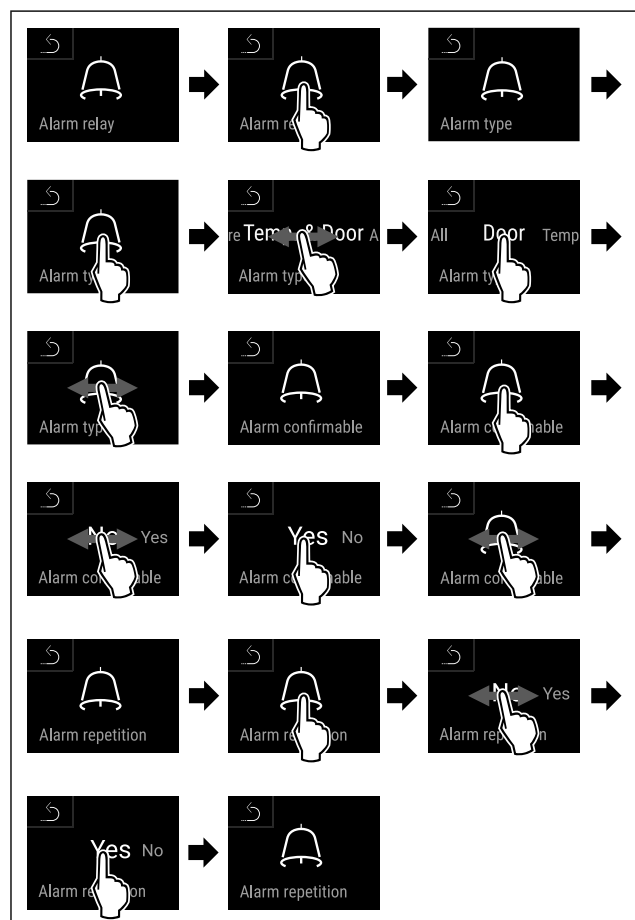 Alarm relay
Alarm re
Alarm type
Alarm ty
re Temp & Door A
Alarm typ
All Door Temp
Alarm ty
Alarm typ
Alarm confirmable
Alarm c nable
No Yes
Alarm co able
Yes No
Alarm c able
Alarm co able
Alarm repetition
Alarm re on
No Yes
Alarm rep n
Yes No
Alarm re on
Alarm repetition